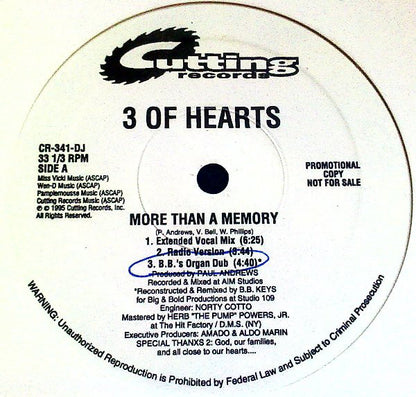 Cutting
records
3 OF HEARTS
CR-341-DJ
33 1/3 RPM
SIDE A
Miss Vicki Music (ASCAP)
Wen-D Music (ASCAP)
Pamplemousse Music (ASCAP)
Cutting Records Music (ASCAP)
℗ © 1995 Cutting Records, Inc.
All Rights Reserved.
PROMOTIONAL
COPY
NOT FOR SALE
MORE THAN A MEMORY
(P. Andrews, V. Bell, W. Phillips)
1. Extended Vocal Mix (6:25)
2. Radio Version (3:44)
3. B.B.'s Organ Dub (4:40)*
Produced by PAUL ANDREWS
Recorded & Mixed at AIM Studios
*Reconstructed & Remixed by B.B. KEYS
for Big & Bold Productions at Studio 109
Engineer: NORTY COTTO
Mastered by HERB "THE PUMP" POWERS, JR.
at The Hit Factory / D.M.S. (NY)
Executive Producers: AMADO & ALDO MARIN
SPECIAL THANXS 2: God, our families,
and all close to our hearts....
WARNING: Unauthorized Reproduction is Prohibited by Federal Law and Subject to Criminal Prosecution